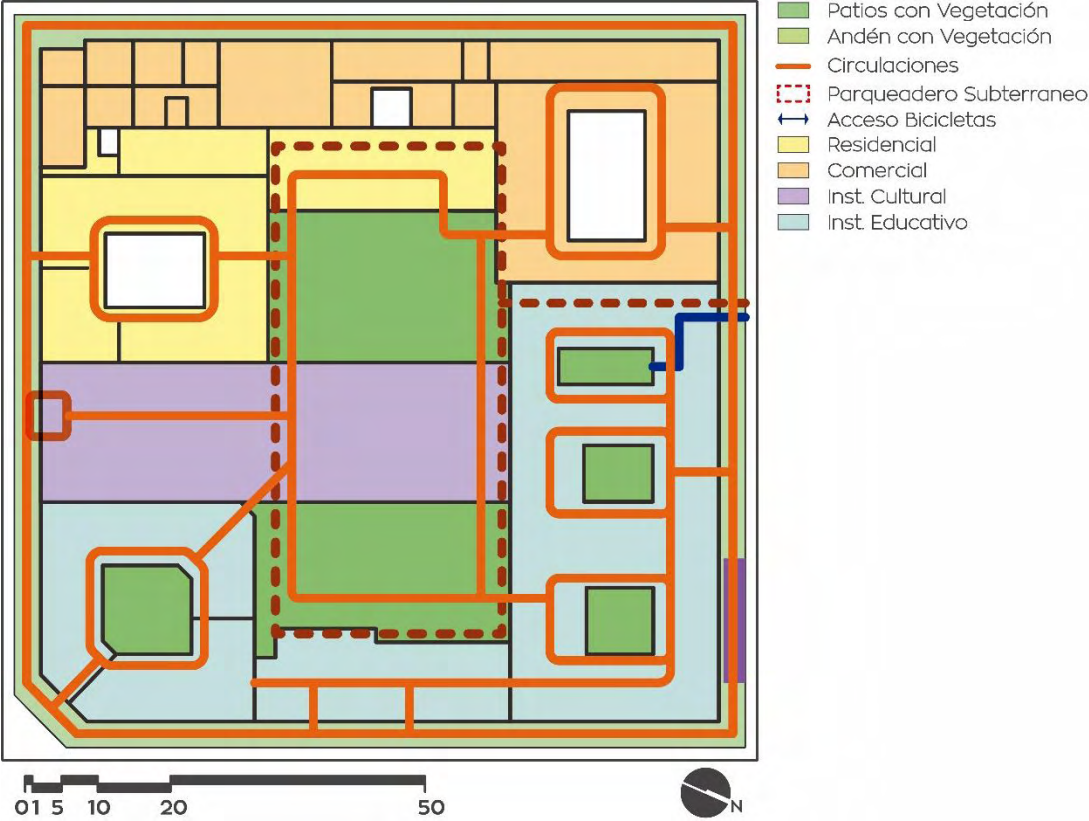 Patios con Vegetación
Andén con Vegetación
Circulaciones
Parqueadero Subterraneo
Acceso Bicicletas
Residencial
Comercial
Inst. Cultural
Inst. Educativo
0 1 5 10 20 50
N